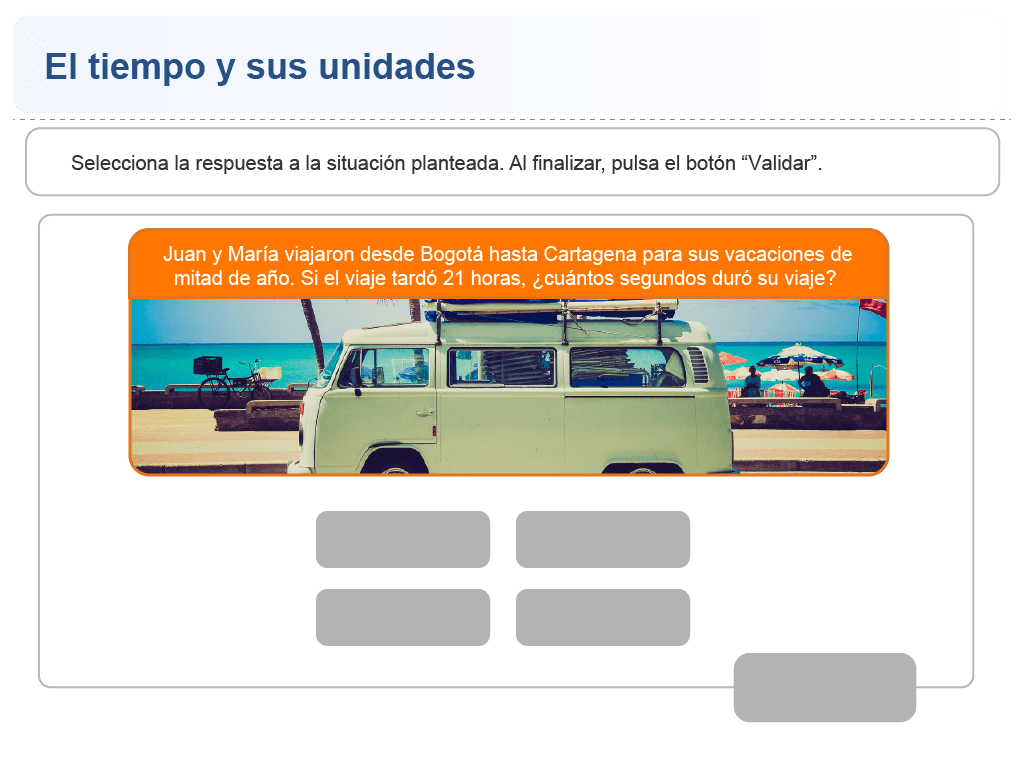 El tiempo y sus unidades
Selecciona la respuesta a la situación planteada. Al finalizar, pulsa el botón “Validar”.
Juan y María viajaron desde Bogotá hasta Cartagena para sus vacaciones de
mitad de año. Si el viaje tardó 21 horas, ¿cuántos segundos duró su viaje?